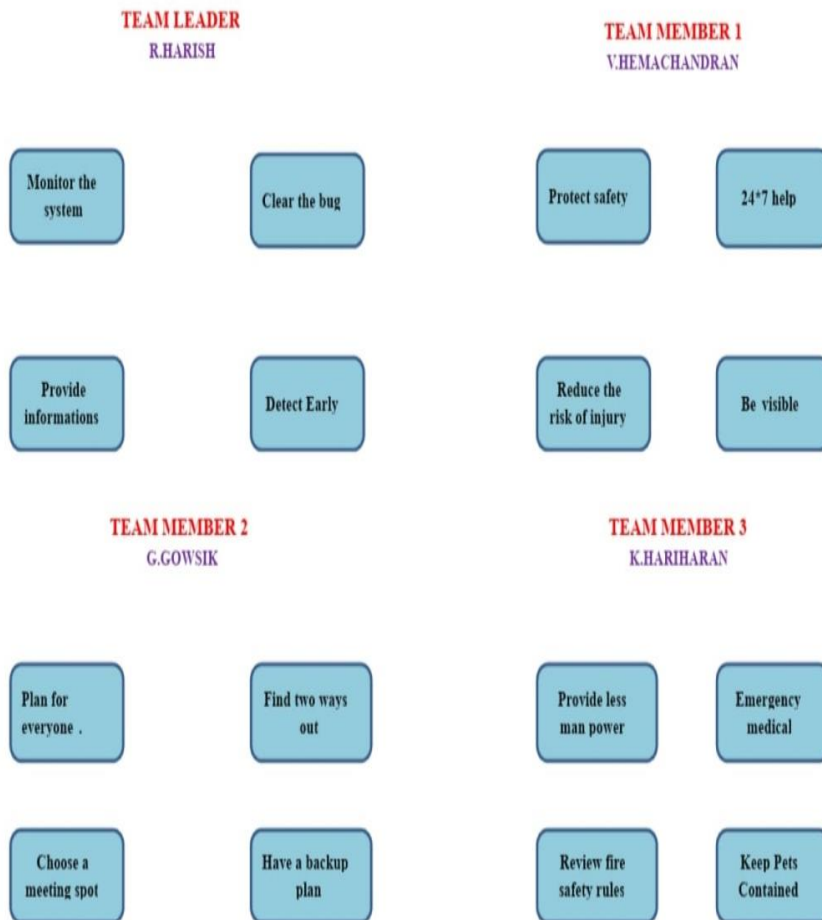 TEAM LEADER
R.HARISH
Monitor the
system
Clear the bug
Provide
informations
Detect Early
TEAM MEMBER 1
V.HEMACHANDRAN
Protect safety
24*7 help
Reduce the
risk of injury
Be visible
TEAM MEMBER 2
G.GOWSIK
Plan for
everyone .
Find two ways
out
Choose a
meeting spot
Have a backup
plan
TEAM MEMBER 3
K.HARIHARAN
Provide less
man power
Emergency
medical
Review fire
safety rules
Keep Pets
Contained